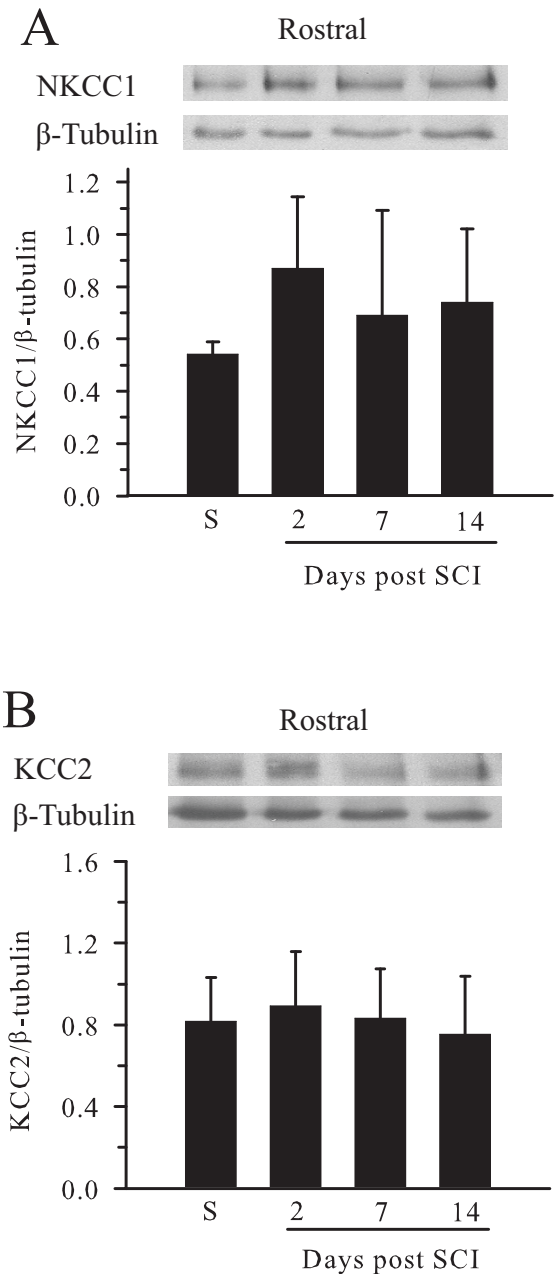 A
Rostral
NKCC1
β-Tubulin
NKCC1/β-tubulin
1.2
1.0
0.8
0.6
0.4
0.2
0.0
S 2 7 14
Days post SCI
B
Rostral
KCC2
β-Tubulin
KCC2/β-tubulin
1.6
1.2
0.8
0.4
0.0
S 2 7 14
Days post SCI